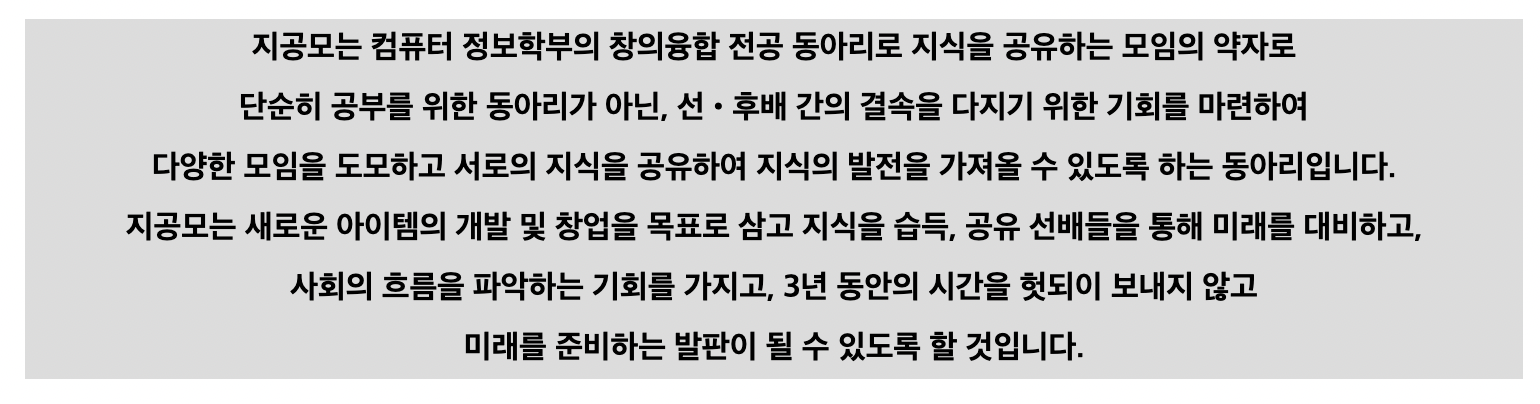 지공모는 컴퓨터 정보학부의 창의융합 전공 동아리로 지식을 공유하는 모임의 약자로
단순히 공부를 위한 동아리가 아닌, 선・후배 간의 결속을 다지기 위한 기회를 마련하여
다양한 모임을 도모하고 서로의 지식을 공유하여 지식의 발전을 가져올 수 있도록 하는 동아리입니다.
지공모는 새로운 아이템의 개발 및 창업을 목표로 삼고 지식을 습득, 공유 선배들을 통해 미래를 대비하고,
사회의 흐름을 파악하는 기회를 가지고, 3년 동안의 시간을 헛되이 보내지 않고
미래를 준비하는 발판이 될 수 있도록 할 것입니다.